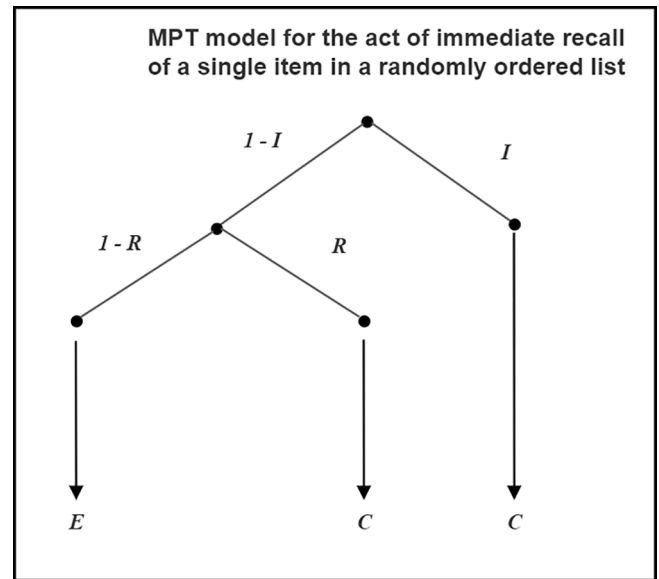 MPT model for the act of immediate recall
of a single item in a randomly ordered list
1 - I
I
1 - R
R
E
C
C